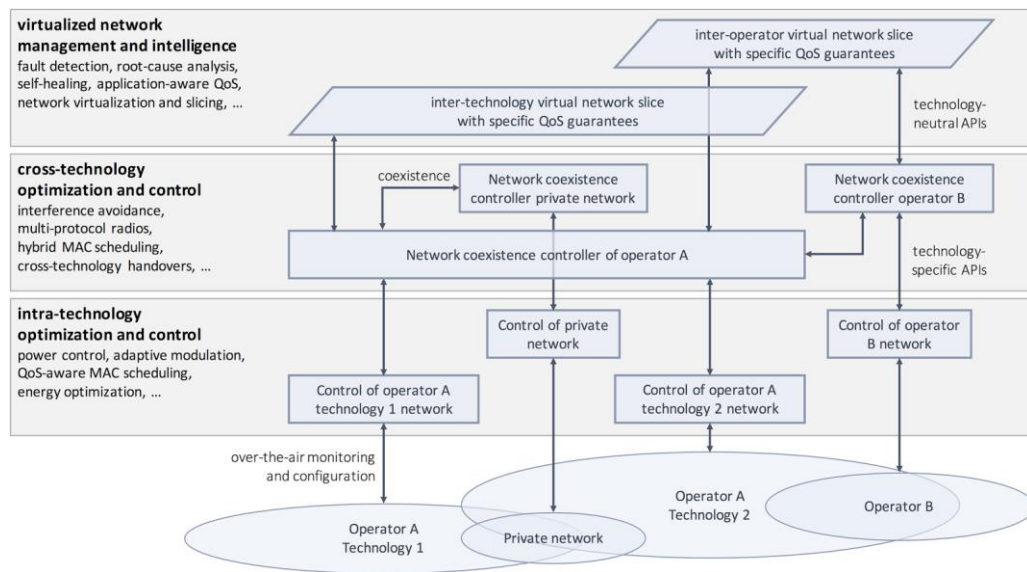 virtualized network
management and intelligence
fault detection, root-cause analysis,
self-healing, application-aware QoS,
network virtualization and slicing, ...
inter-operator virtual network slice
with specific QoS guarantees
inter-technology virtual network slice
with specific QoS guarantees
technology-
neutral APIs
cross-technology
optimization and control
interference avoidance,
multi-protocol radios,
hybrid MAC scheduling,
cross-technology handovers, ...
coexistence
Network coexistence
controller private network
Network coexistence
controller operator B
Network coexistence controller of operator A
technology-
specific APIs
intra-technology
optimization and control
power control, adaptive modulation,
QoS-aware MAC scheduling,
energy optimization, ...
Control of private
network
Control of operator
B network
Control of operator A
technology 1 network
Control of operator A
technology 2 network
over-the-air monitoring
and configuration
Operator A
Technology 1
Private network
Operator A
Technology 2
Operator B